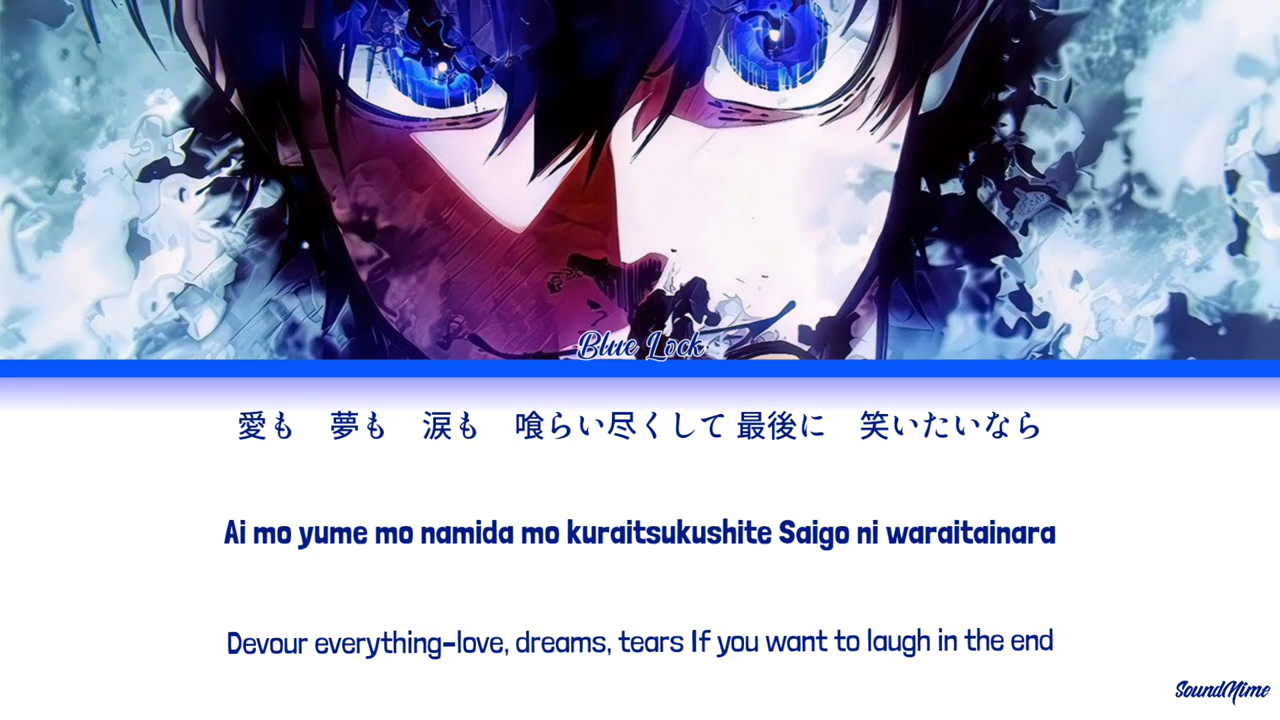 Blue Lock
愛も　夢も　涙も　喰らい尽くして 最後に　笑いたいなら
Ai mo yume mo namida mo kuraitsukushite Saigo ni waraitainara
Devour everything-love, dreams, tears If you want to laugh in the end
SoundMime